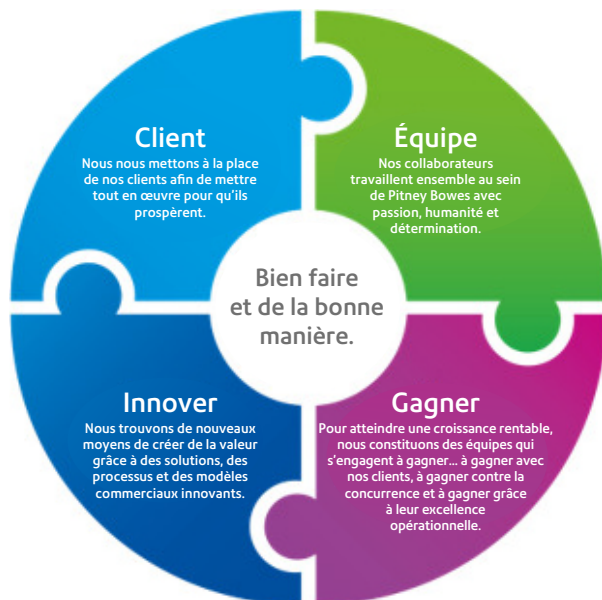 Client
Nous nous mettons à la place
de nos clients afin de mettre
tout en œuvre pour qu'ils
prospèrent.
Équipe
Nos collaborateurs
travaillent ensemble au sein
de Pitney Bowes avec
passion, humanité et
détermination.
Bien faire
et de la bonne
manière.
Innover
Nous trouvons de nouveaux
moyens de créer de la valeur
grâce à des solutions, des
processus et des modèles
commerciaux innovants.
Gagner
Pour atteindre une croissance rentable,
nous constituons des équipes qui
s'engagent à gagner... à gagner avec
nos clients, à gagner contre la
concurrence et à gagner grâce
à leur excellence
opérationnelle.